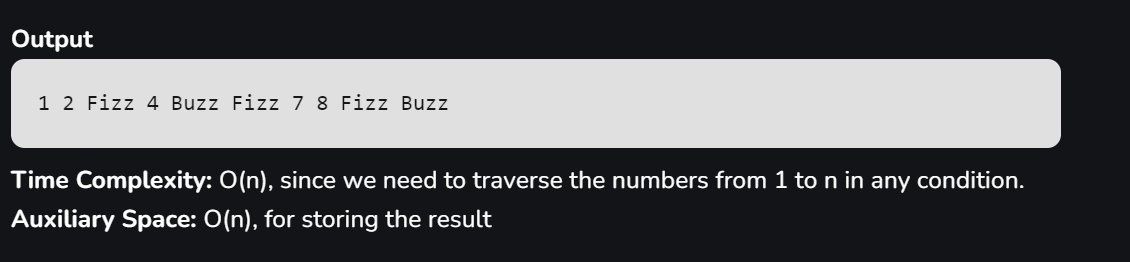 Output
1 2 Fizz 4 Buzz Fizz 7 8 Fizz Buzz
Time Complexity: O(n), since we need to traverse the numbers from 1 to n in any condition.
Auxiliary Space: O(n), for storing the result